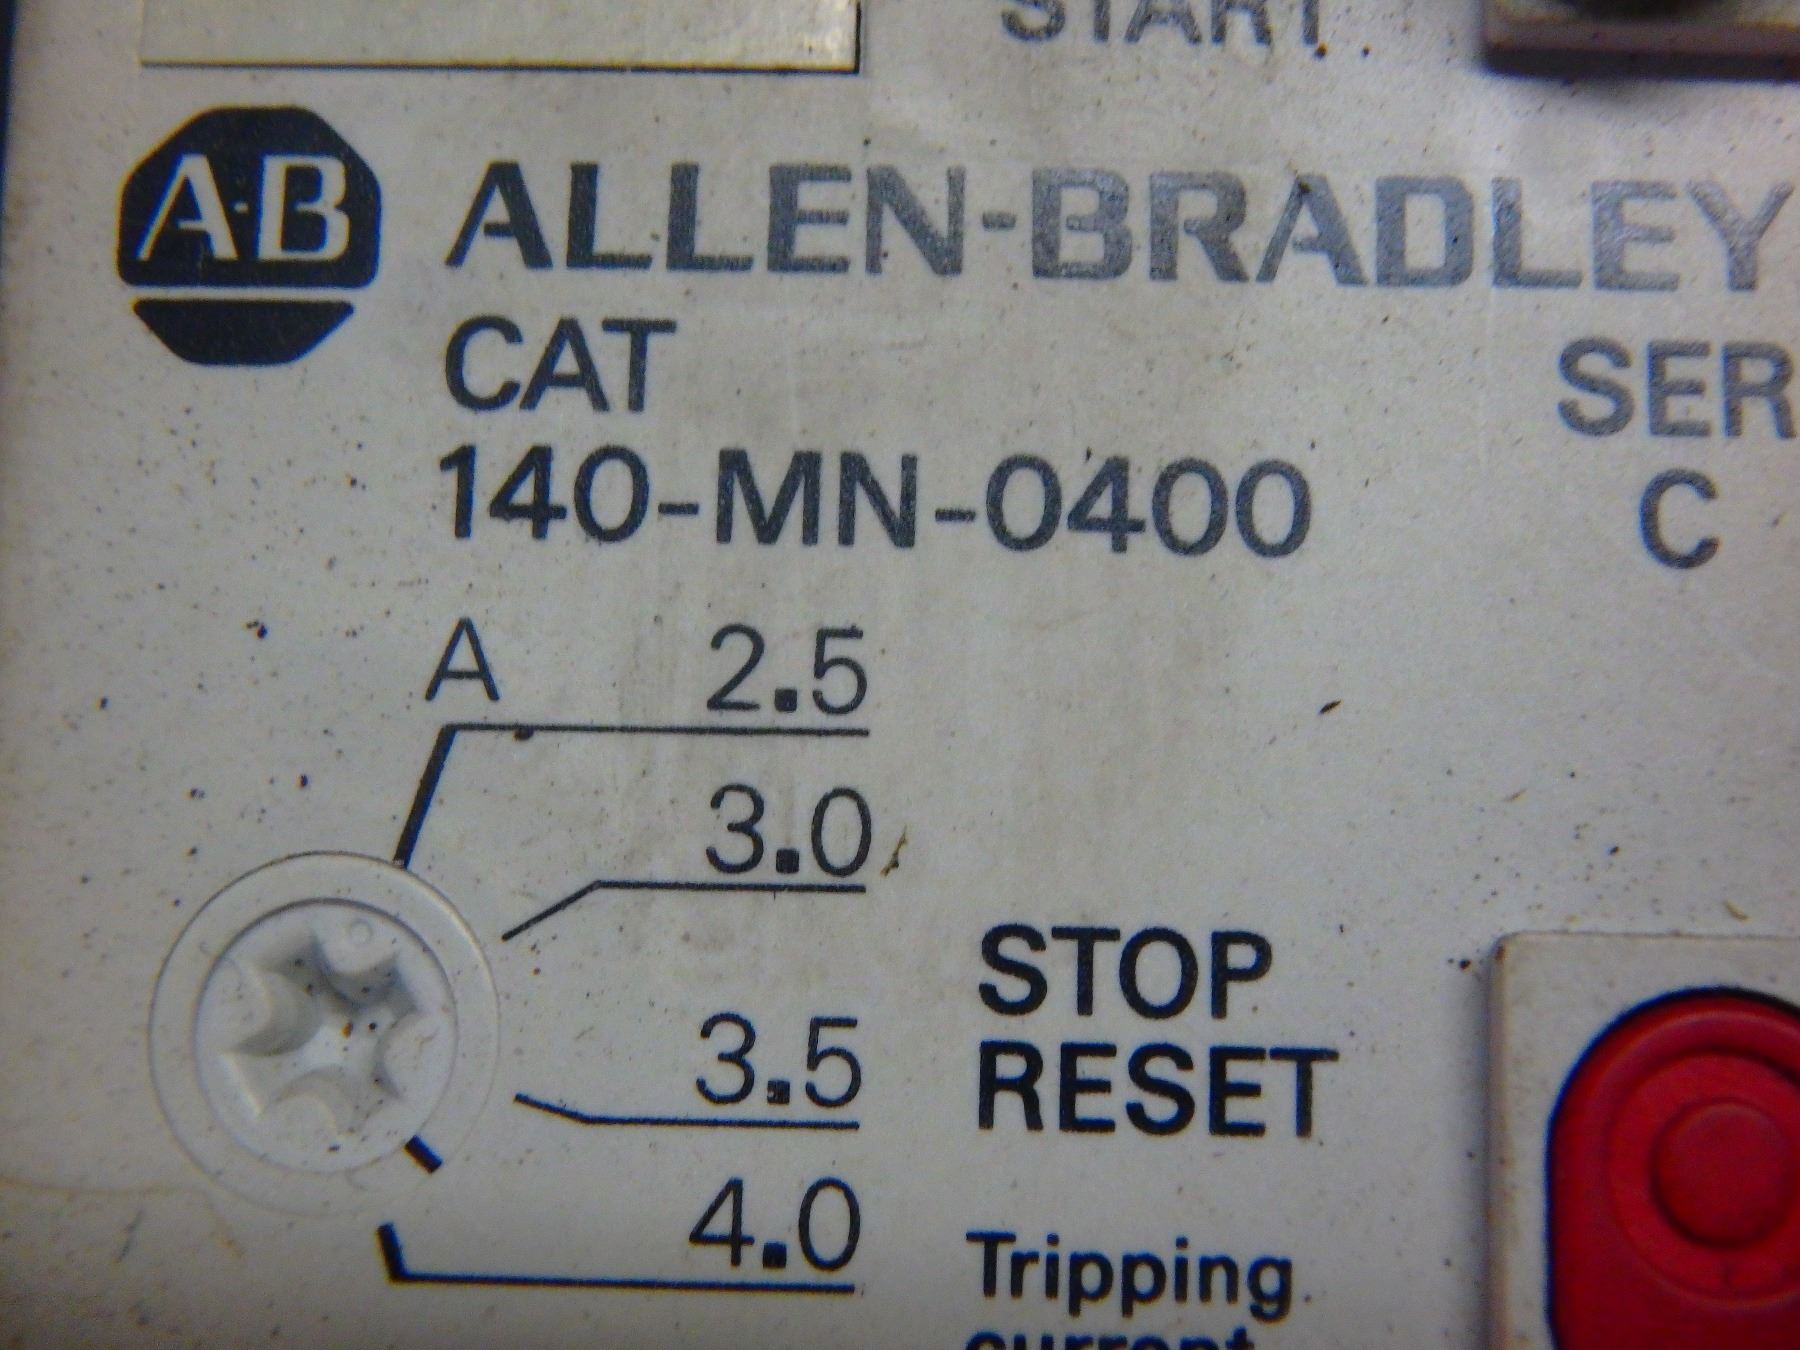 START
A-B ALLEN-BRADLEY
CAT
SER
140-MN-0400
C
A 2.5
3.0
3.5
4.0
STOP
RESET
Tripping
current